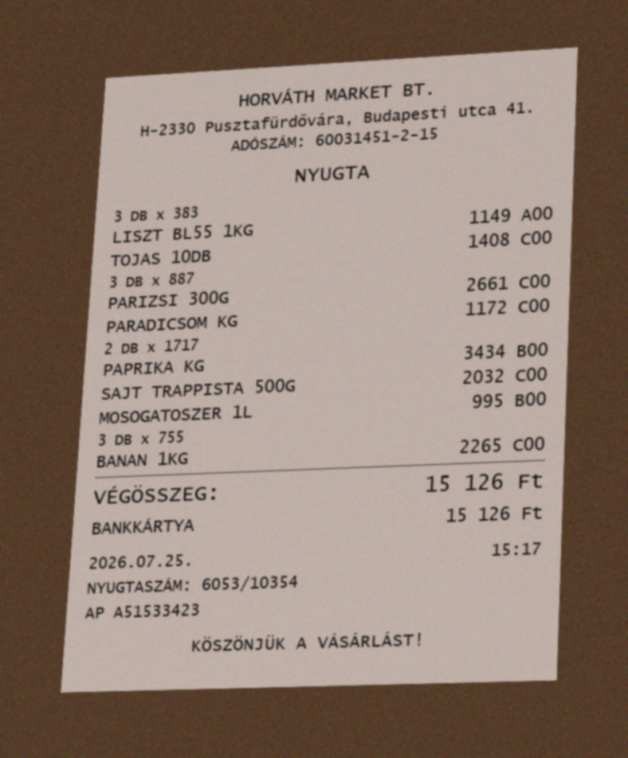 HORVÁTH MARKET BT.
H-2330 Pusztafürdővára, Budapesti utca 41.
ADÓSZÁM: 60031451-2-15
NYUGTA
3 DB x 383
LISZT BL55 1KG 1149 A00
TOJAS 10DB 1408 C00
3 DB x 887
PARIZSI 300G 2661 C00
PARADICSOM KG 1172 C00
2 DB x 1717
PAPRIKA KG 3434 B00
SAJT TRAPPISTA 500G 2032 C00
MOSOGATOSZER 1L 995 B00
3 DB x 755
BANAN 1KG 2265 C00
VÉGÖSSZEG: 15 126 Ft
BANKKÁRTYA 15 126 Ft
2026.07.25. 15:17
NYUGTASZÁM: 6053/10354
AP A51533423
KÖSZÖNJÜK A VÁSÁRLÁST!